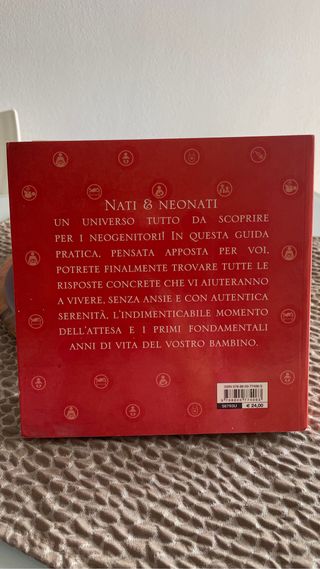 NATI & NEONATI
UN UNIVERSO TUTTO DA SCOPRIRE
PER I NEOGENITORI! IN QUESTA GUIDA
PRATICA, PENSATA APPOSTA PER VOI,
POTRETE FINALMENTE TROVARE TUTTE LE
RISPOSTE CONCRETE CHE VI AIUTERANNO
A VIVERE, SENZA ANSIE E CON AUTENTICA
SERENITÀ, L'INDIMENTICABILE MOMENTO
DELL'ATTESA E I PRIMI FONDAMENTALI
ANNI DI VITA DEL VOSTRO BAMBINO.
€ 24,00